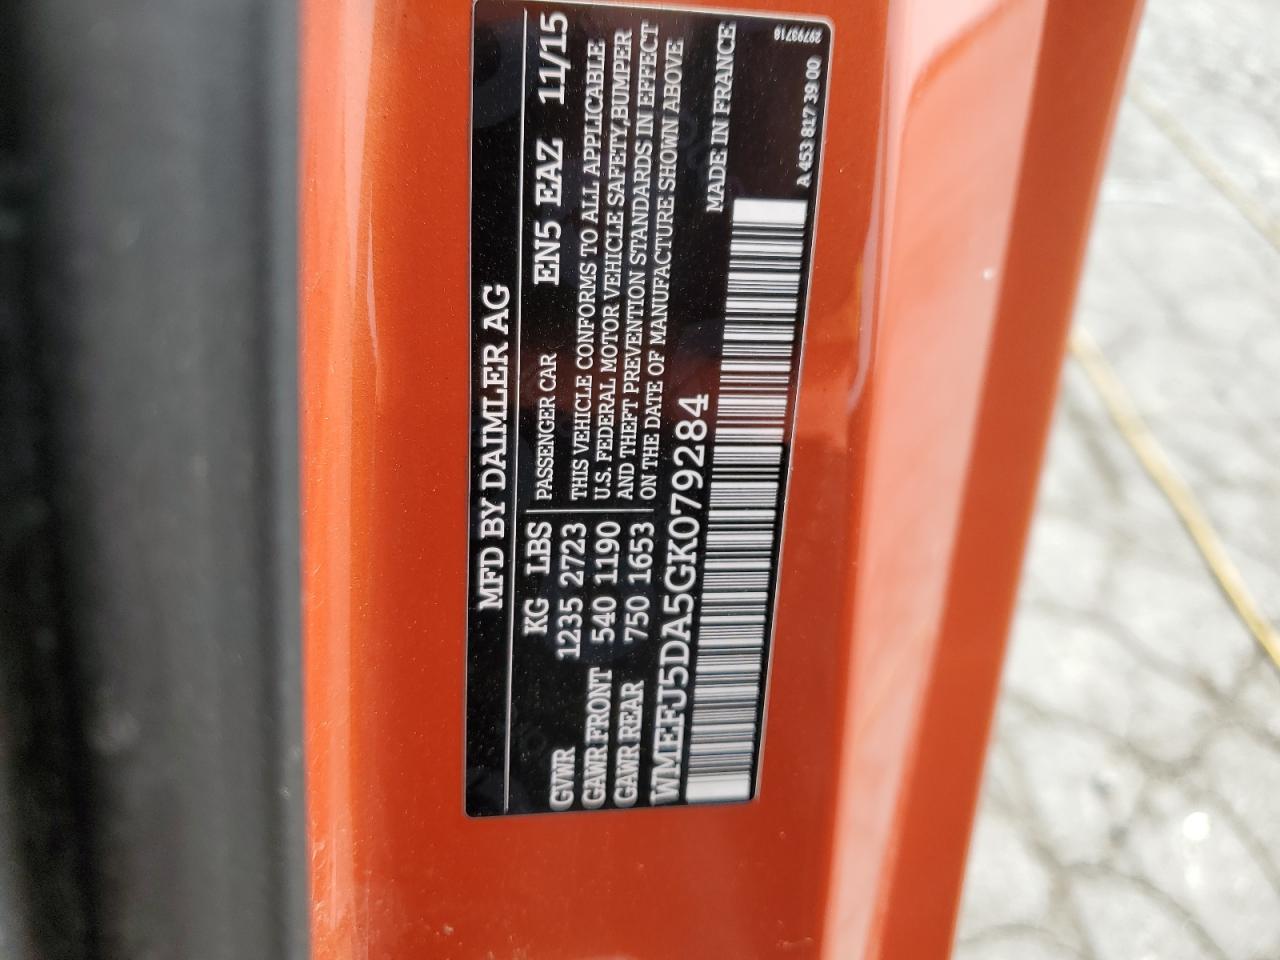 MFD BY DAIMLER AG
KG LBS
GVWR 1235 2723
GAWR FRONT 540 1190
GAWR REAR 750 1653
PASSENGER CAR EN5 EAZ 11/15
THIS VEHICLE CONFORMS TO ALL APPLICABLE
U.S. FEDERAL MOTOR VEHICLE SAFETY,BUMPER
AND THEFT PREVENTION STANDARDS IN EFFECT
ON THE DATE OF MANUFACTURE SHOWN ABOVE
WMEFJ5DA5GK079284
MADE IN FRANCE
A 453 817 39 00